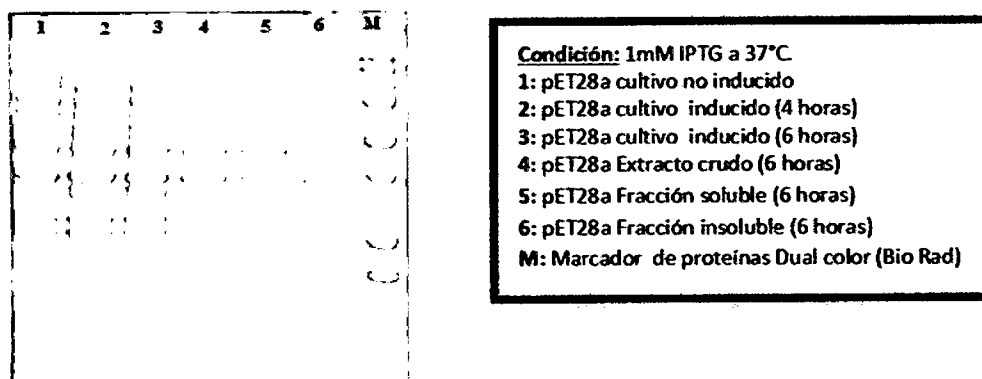 1 2 3 4 5 6 M
Condición: 1mM IPTG a 37°C
1: pET28a cultivo no inducido
2: pET28a cultivo inducido (4 horas)
3: pET28a cultivo inducido (6 horas)
4: pET28a Extracto crudo (6 horas)
5: pET28a Fracción soluble (6 horas)
6: pET28a Fracción insoluble (6 horas)
M: Marcador de proteínas Dual color (Bio Rad)